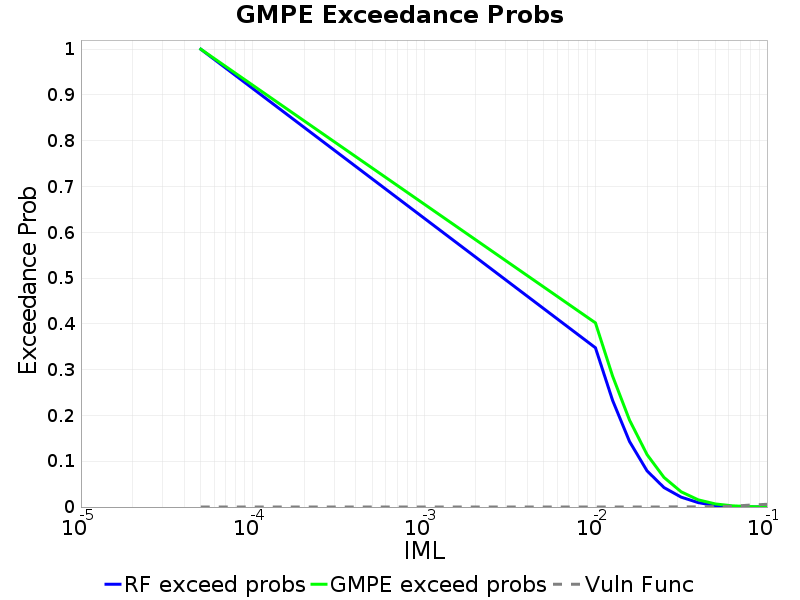 GMPE Exceedance Probs
1
0.9
0.8
0.7
0.6
0.5
0.4
0.3
0.2
0.1
0
Exceedance Prob
10-5 10-4 10-3 10-2 10-1
IML
RF exceed probs GMPE exceed probs Vuln Func